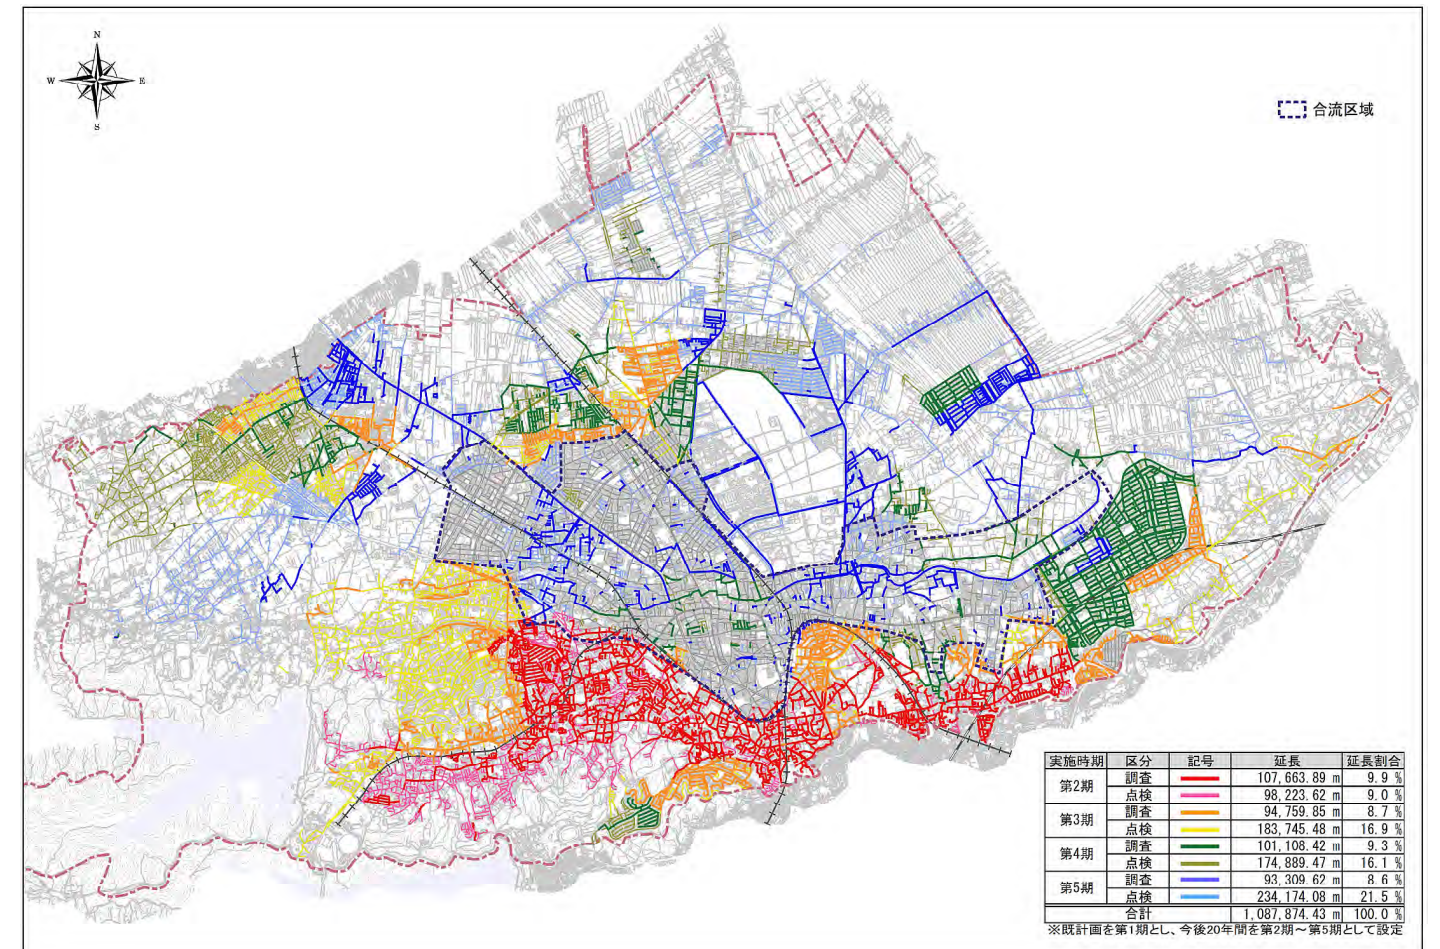 N
W E
S
合流区域
実施時期 区分 記号 延長 延長割合
第2期 調査 107,663.89 m 9.9 %
点検 98,223.62 m 9.0 %
第3期 調査 94,759.85 m 8.7 %
点検 183,745.48 m 16.9 %
第4期 調査 101,108.42 m 9.3 %
点検 174,889.47 m 16.1 %
第5期 調査 93,309.62 m 8.6 %
点検 234,174.08 m 21.5 %
合計 1,087,874.43 m 100.0 %
※既計画を第1期とし、今後20年間を第2期～第5期として設定